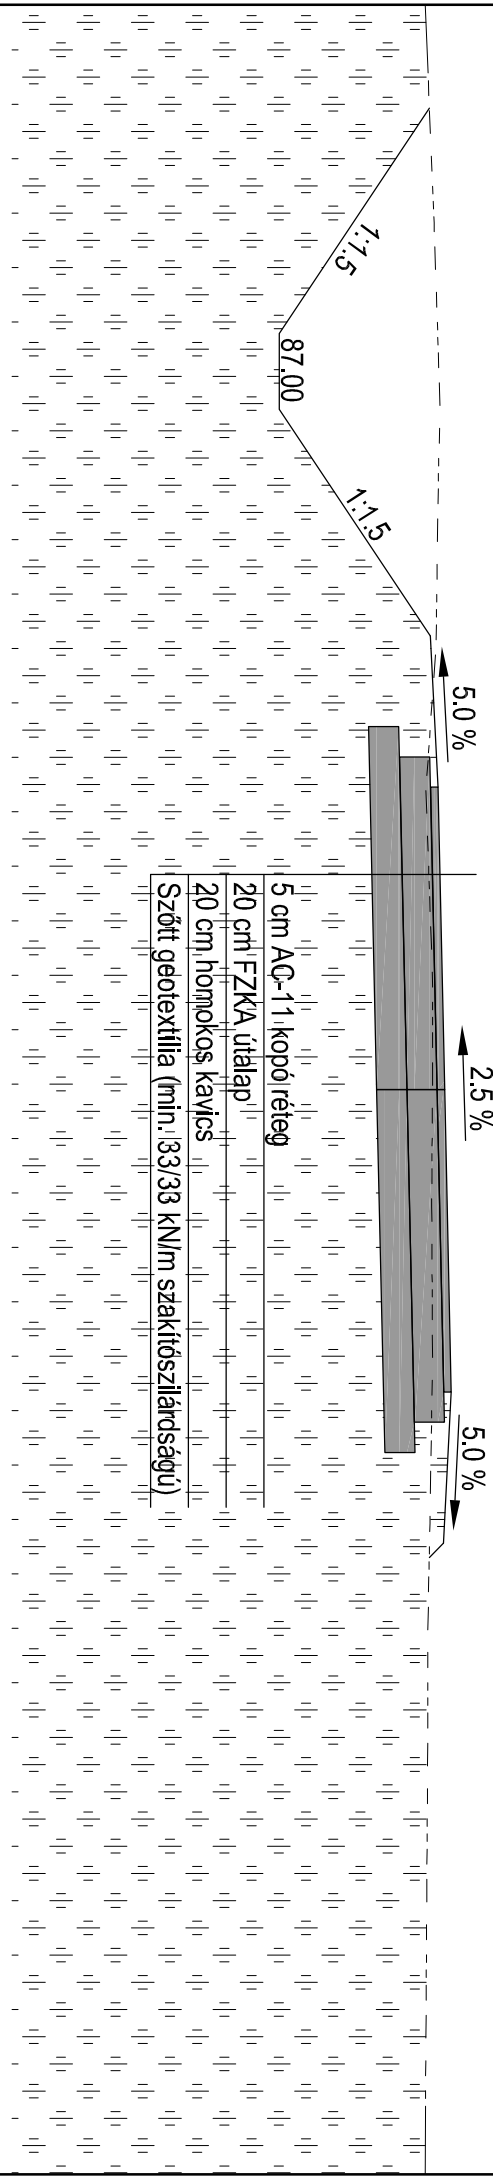 1:1.5
87.00
1:1.5
5.0 %
2.5 %
5.0 %
5 cm AC-11 kopó réteg
20 cm FZKA útalap
20 cm homokos kavics
Szőtt geotextília (min. 33/33 kN/m szakítószilárdságú)